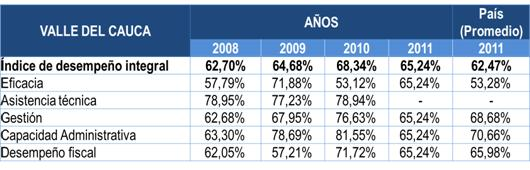 VALLE DEL CAUCA AÑOS País (Promedio)
2008 2009 2010 2011 2011
Índice de desempeño integral 62,70% 64,68% 68,34% 65,24% 62,47%
Eficacia 57,79% 71,88% 53,12% 65,24% 53,28%
Asistencia técnica 78,95% 77,23% 78,94% - -
Gestión 62,68% 67,95% 76,63% 65,24% 68,68%
Capacidad Administrativa 63,30% 78,69% 81,55% 65,24% 70,66%
Desempeño fiscal 62,05% 57,21% 71,72% 65,24% 65,98%